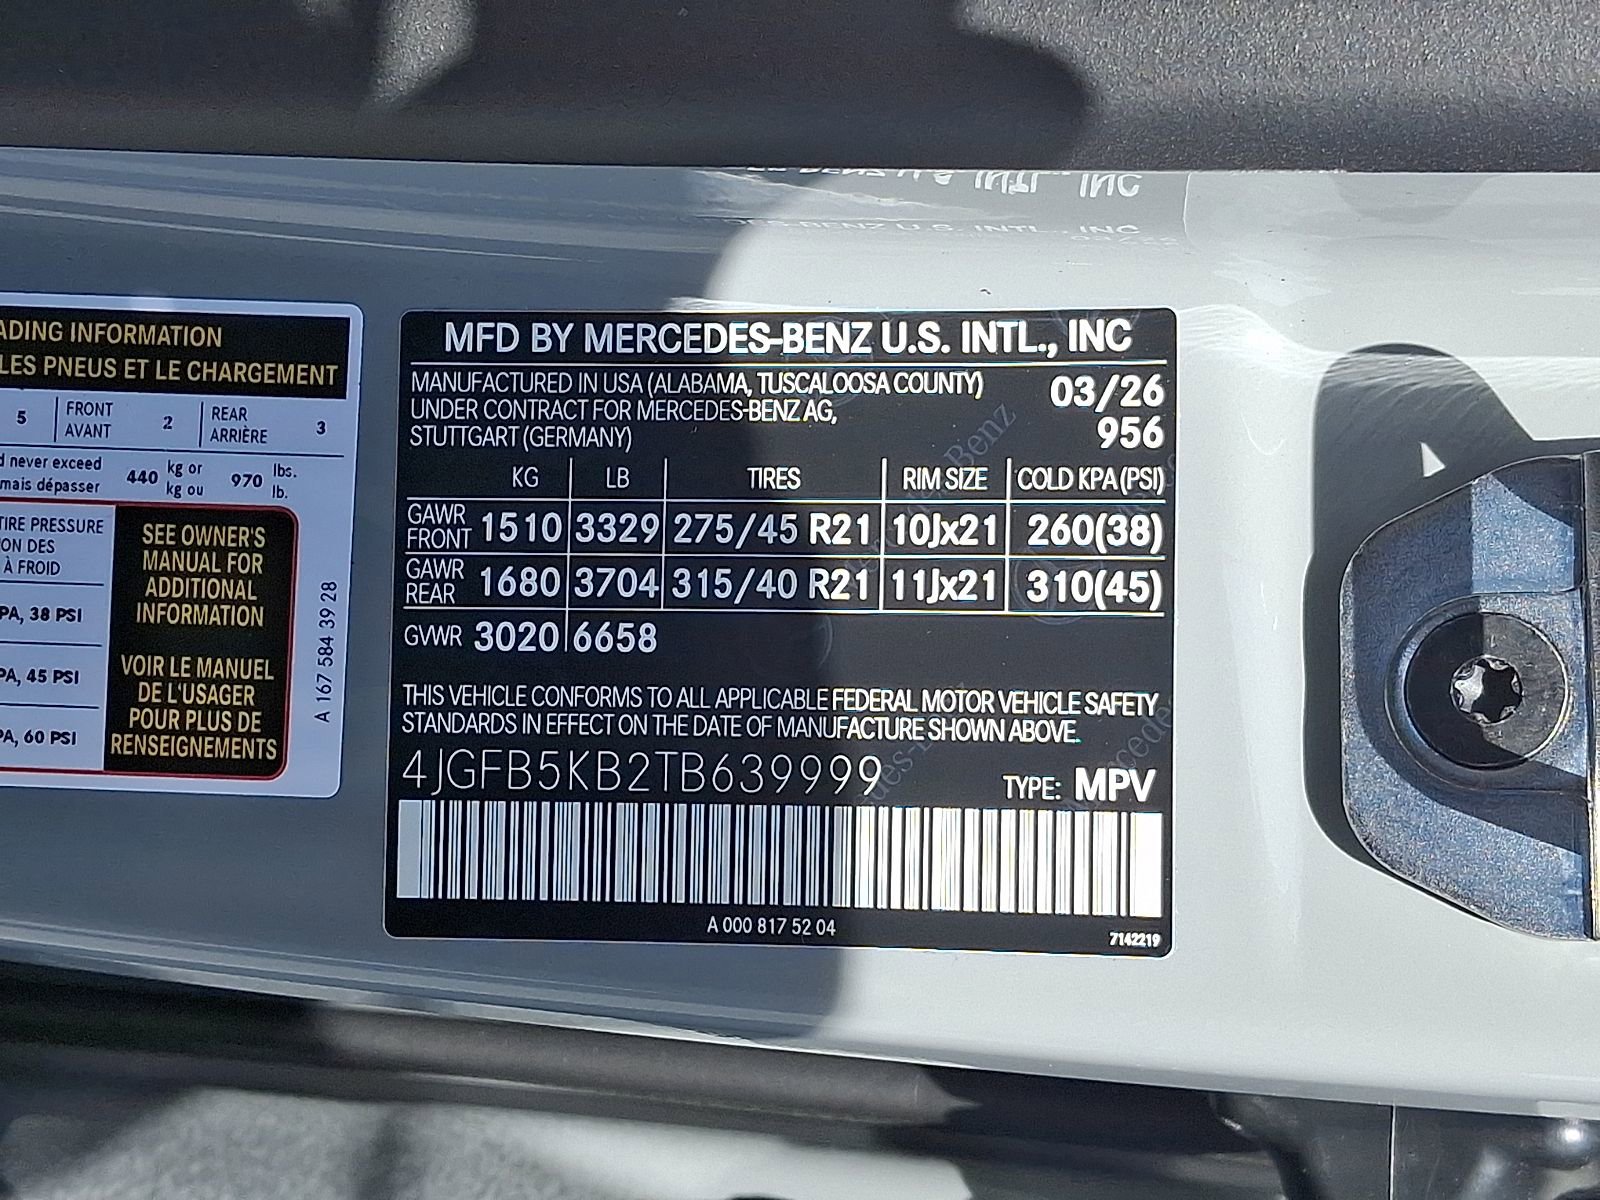 ADING INFORMATION
LES PNEUS ET LE CHARGEMENT
5 FRONT AVANT 2 REAR ARRIÈRE 3
d never exceed
mais dépasser
440 kg or kg ou 970 lbs. lb.
TIRE PRESSURE
ON DES
À FROID
PA, 38 PSI
PA, 45 PSI
PA, 60 PSI
SEE OWNER'S
MANUAL FOR
ADDITIONAL
INFORMATION
VOIR LE MANUEL
DE L'USAGER
POUR PLUS DE
RENSEIGNEMENTS
A 167 584 39 28
MFD BY MERCEDES-BENZ U.S. INTL., INC
MANUFACTURED IN USA (ALABAMA, TUSCALOOSA COUNTY) 03/26
UNDER CONTRACT FOR MERCEDES-BENZ AG,
STUTTGART (GERMANY) 956
KG LB TIRES RIM SIZE COLD KPA (PSI)
GAWR FRONT 1510 3329 275/45 R21 10Jx21 260(38)
GAWR REAR 1680 3704 315/40 R21 11Jx21 310(45)
GVWR 3020 6658
THIS VEHICLE CONFORMS TO ALL APPLICABLE FEDERAL MOTOR VEHICLE SAFETY
STANDARDS IN EFFECT ON THE DATE OF MANUFACTURE SHOWN ABOVE.
4JGFB5KB2TB639999
TYPE: MPV
A 000 817 52 04
7142219